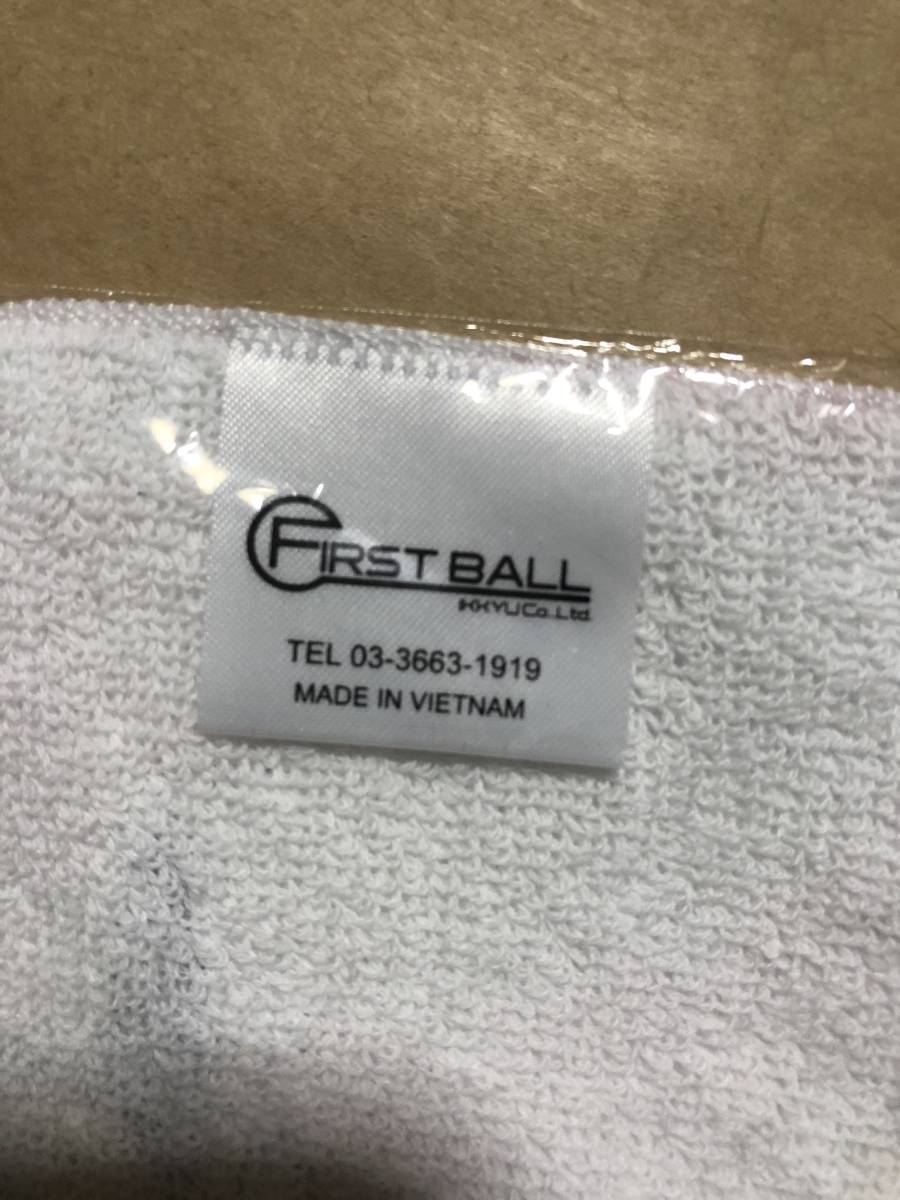 FIRST BALL
IKKYU Co.,Ltd.
TEL 03-3663-1919
MADE IN VIETNAM